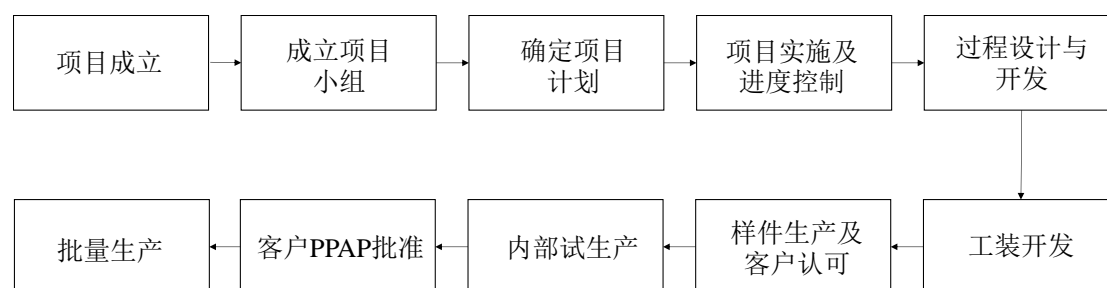 项目成立
成立项目
小组
确定项目
计划
项目实施及
进度控制
过程设计与
开发
工装开发
样件生产及
客户认可
内部试生产
客户PPAP批准
批量生产